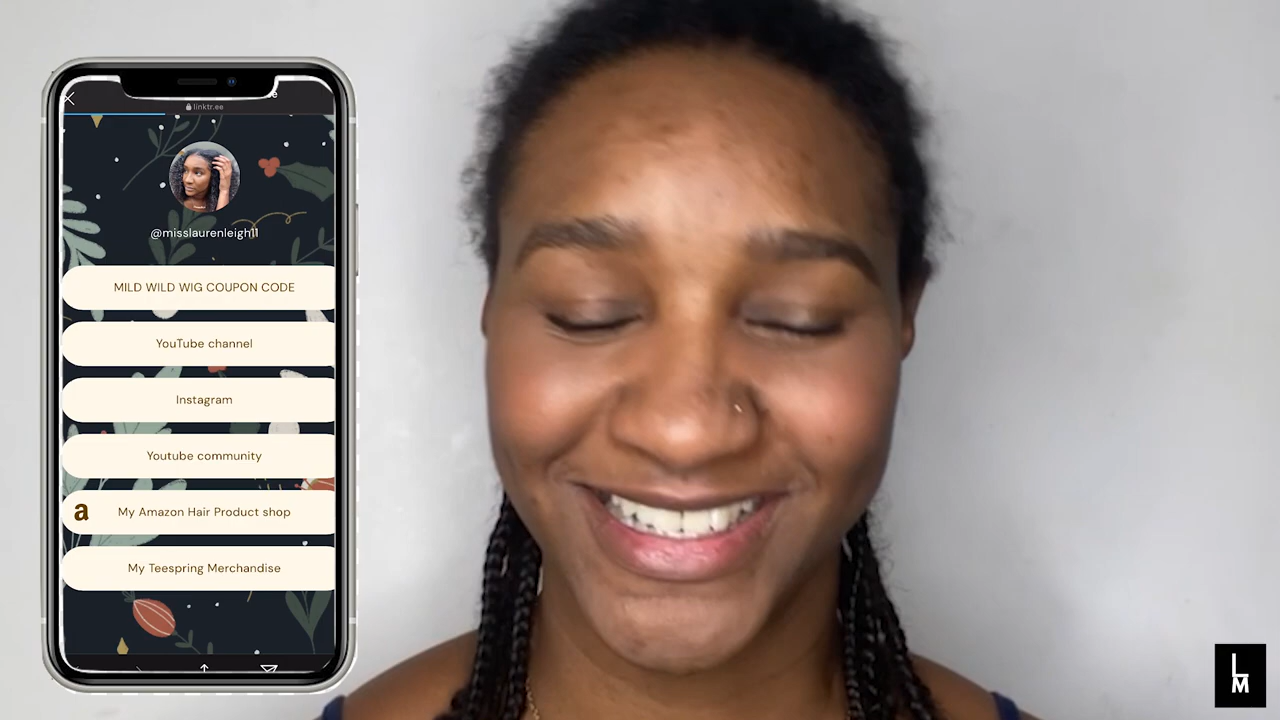 linktr.ee
@misslaurenleigh11
MILD WILD WIG COUPON CODE
YouTube channel
Instagram
Youtube community
a My Amazon Hair Product shop
My Teespring Merchandise
L
M